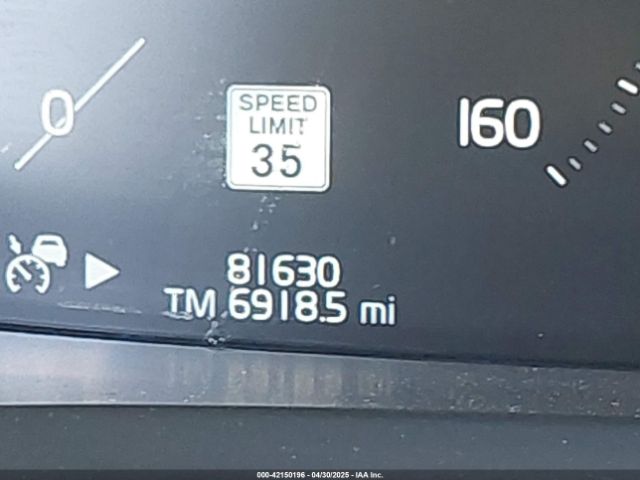 0
SPEED
LIMIT
35
160
81630
TM 6918.5 mi
000-42150196 - 04/30/2025 - IAA Inc.